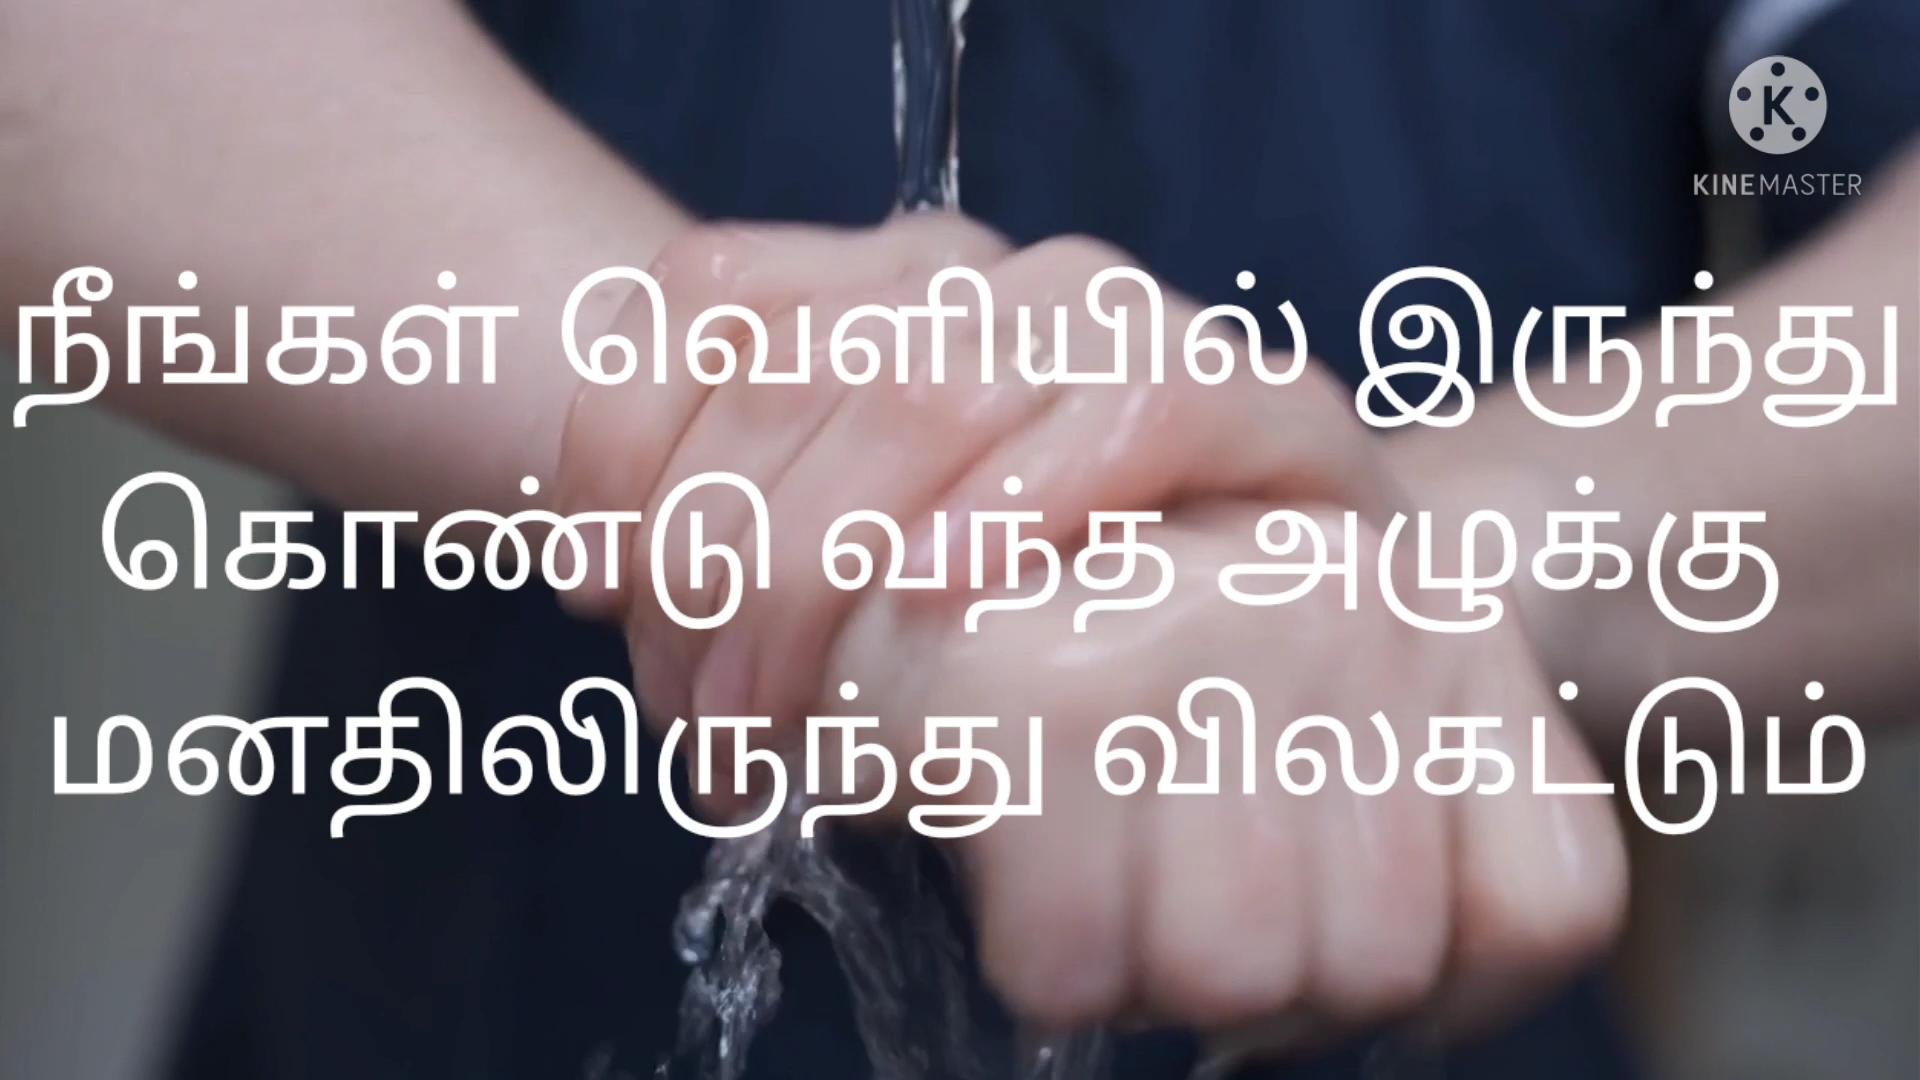 KINEMASTER
நீங்கள் வெளியில் இருந்து
கொண்டு வந்த அழூக்கு
மனதிலிருந்து விலகட்டும்